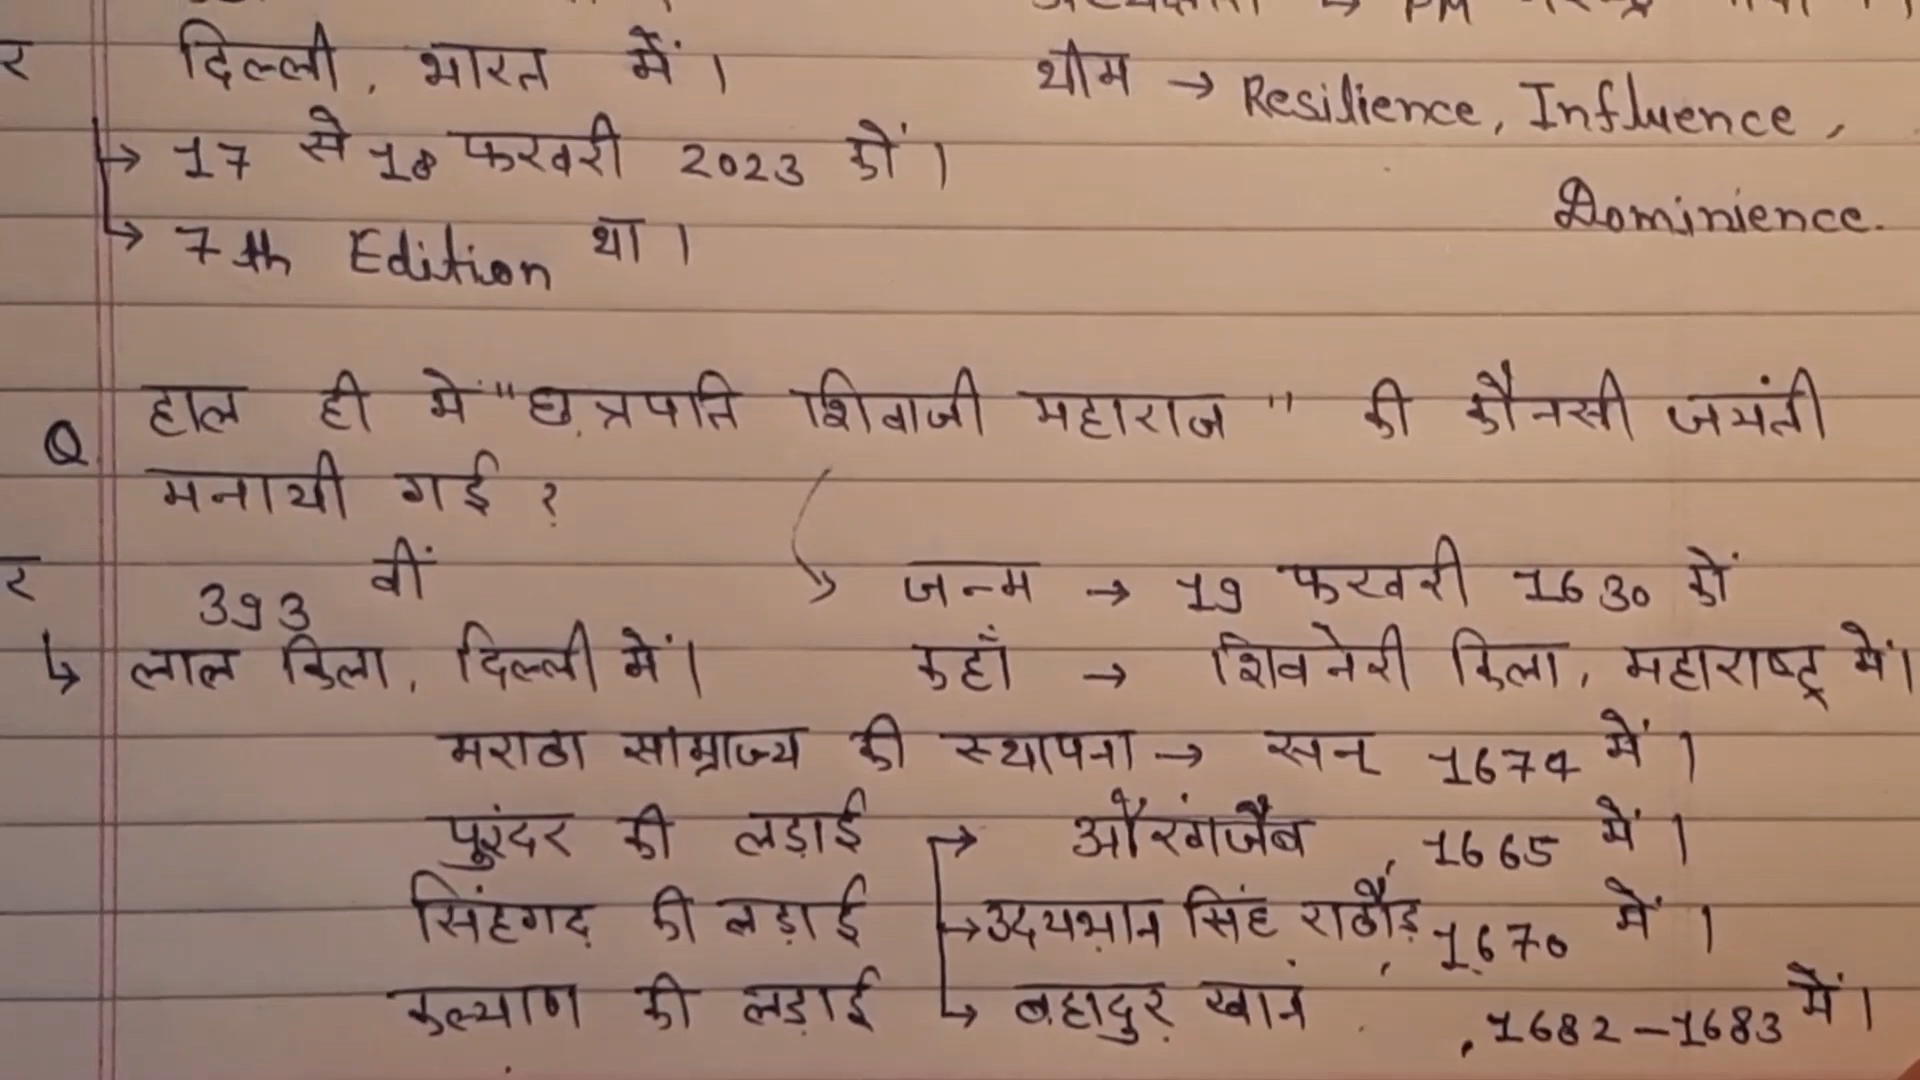 PM
र दिल्ली, भारत में।
थीम → Resilience, Influence,
Dominience.
→ 17 से 18 फरवरी 2023 को।
→ 7th Edition था।
Q हाल ही में "छत्रपति शिवाजी महाराज" की कौनसी जयंती
मनायी गई?
र 393 वीं
जन्म → 19 फरवरी 1630 को
↳ लाल किला, दिल्ली में।
कहाँ → शिवनेरी किला, महाराष्ट्र में।
मराठा साम्राज्य की स्थापना → सन् 1674 में।
पुरंदर की लड़ाई → औरंगजैब, 1665 में।
सिंहगढ़ की लड़ाई → उदयभान सिंह राठौड़, 1670 में।
कल्याण की लड़ाई → बहादुर खान, 1682-1683 में।